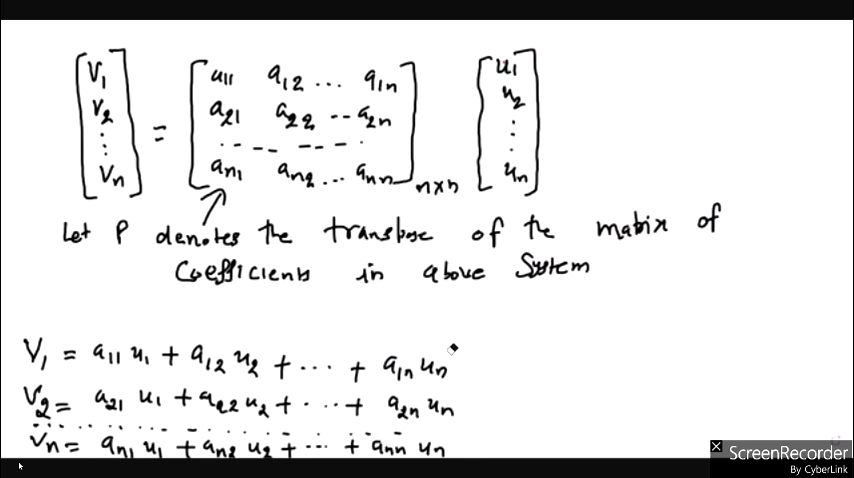 [V₁ V₂ ⋮ Vₙ] = [u₁₁ a₁₂ ... a₁ₙ
a₂₁ a₂₂ -- a₂ₙ
. -- -- --- .
aₙ₁ aₙ₂ ... aₙₙ]ₙₓₙ [u₁ u₂ ⋮ uₙ]
Let P denotes the transpose of the matrix of
Coefficients in above System
V₁ = a₁₁ u₁ + a₁₂ u₂ + ... + a₁ₙ uₙ
V₂ = a₂₁ u₁ + a₂₂ u₂ + ... + a₂ₙ uₙ
..................
Vₙ = aₙ₁ u₁ + aₙ₂ u₂ + ... + aₙₙ uₙ
ScreenRecorder
By CyberLink